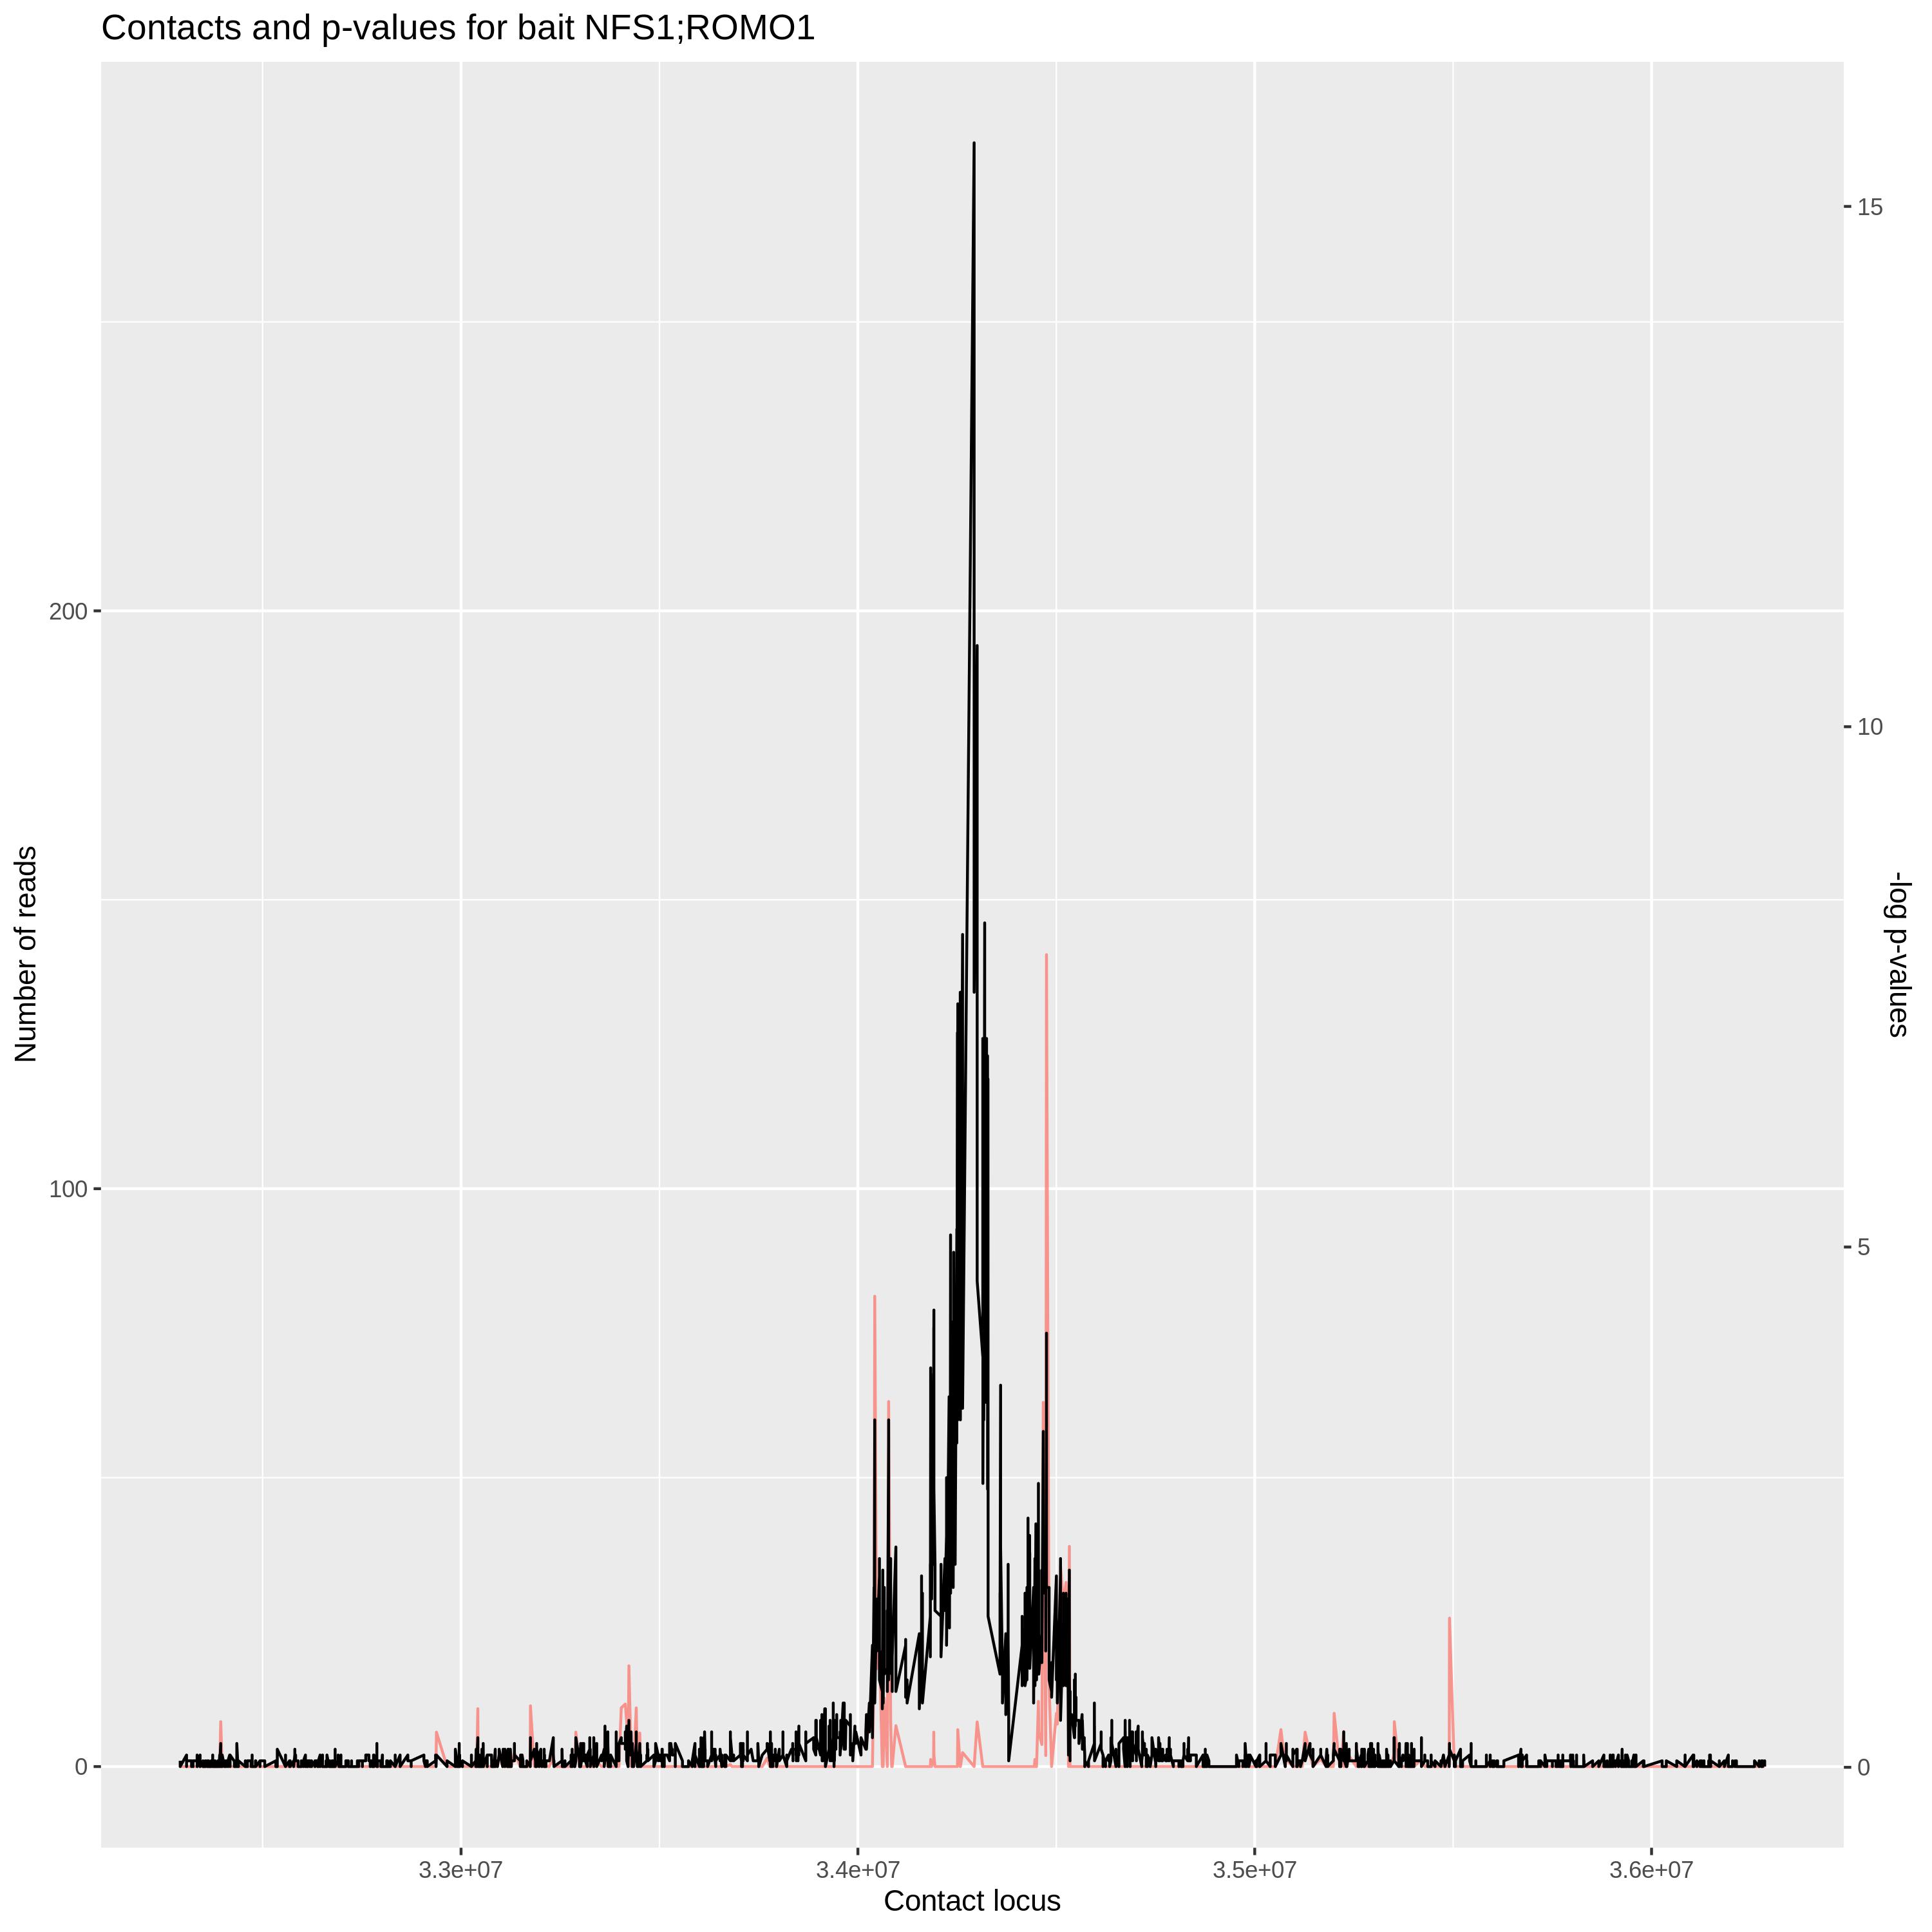 Contacts and p-values for bait NFS1;ROMO1
Number of reads
200
100
0
15
10
5
0
-log p-values
3.3e+07
3.4e+07
3.5e+07
3.6e+07
Contact locus